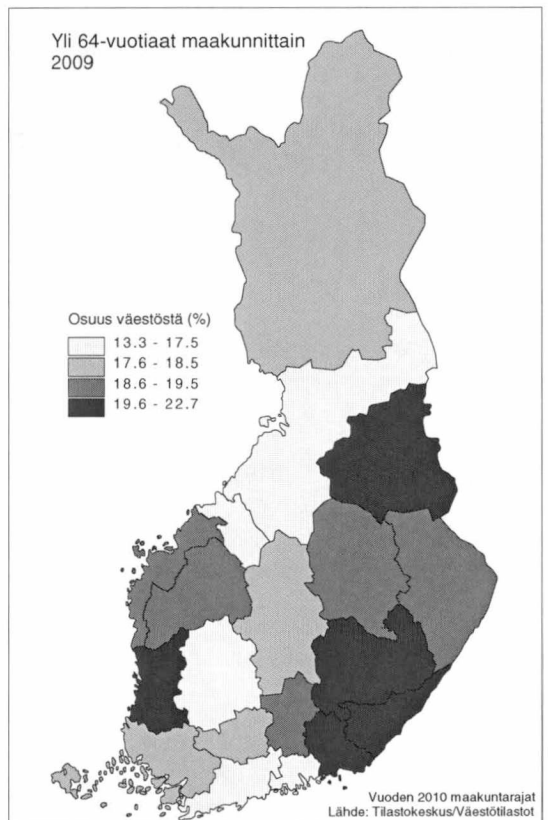 Yli 64-vuotiaat maakunnittain
2009
Osuus väestöstä (%)
13.3 - 17.5
17.6 - 18.5
18.6 - 19.5
19.6 - 22.7
Vuoden 2010 maakuntarajat
Lähde: Tilastokeskus/Väestötilastot